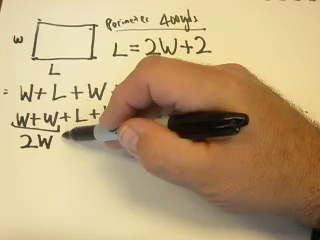 Perimeter 400yds
W
L = 2W+2
L
= W+L+W
W+W+L+
2W